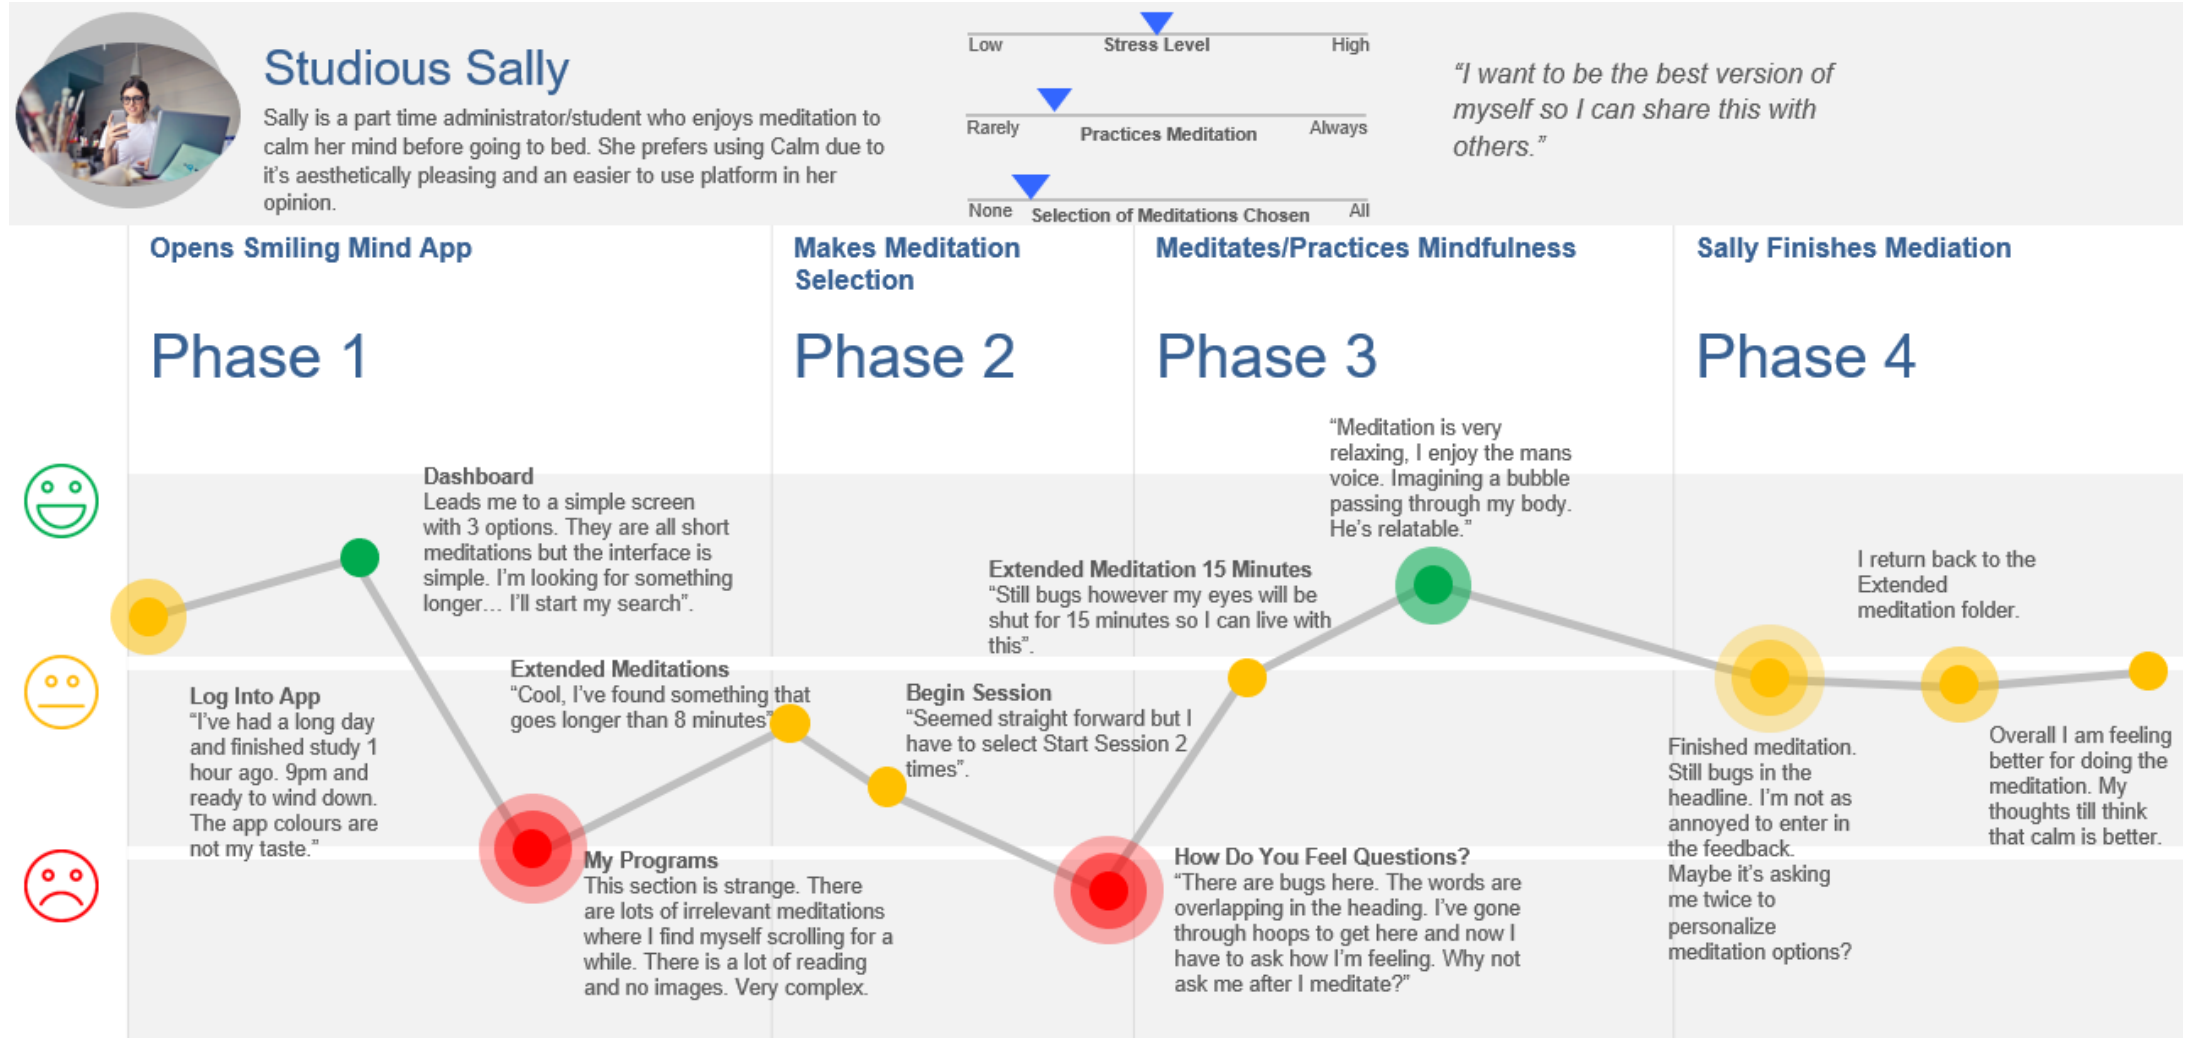 Studious Sally
Sally is a part time administrator/student who enjoys meditation to
calm her mind before going to bed. She prefers using Calm due to
it's aesthetically pleasing and an easier to use platform in her
opinion.
Low Stress Level High
Rarely Practices Meditation Always
None Selection of Meditations Chosen All
“I want to be the best version of
myself so I can share this with
others.”
Opens Smiling Mind App
Phase 1
Makes Meditation
Selection
Phase 2
Meditates/Practices Mindfulness
Phase 3
Sally Finishes Mediation
Phase 4
Log Into App
“I've had a long day
and finished study 1
hour ago. 9pm and
ready to wind down.
The app colours are
not my taste.”
Dashboard
Leads me to a simple screen
with 3 options. They are all short
meditations but the interface is
simple. I'm looking for something
longer… I'll start my search”.
My Programs
This section is strange. There
are lots of irrelevant meditations
where I find myself scrolling for a
while. There is a lot of reading
and no images. Very complex.
Extended Meditations
“Cool, I've found something that
goes longer than 8 minutes”
Begin Session
“Seemed straight forward but I
have to select Start Session 2
times”.
How Do You Feel Questions?
“There are bugs here. The words are
overlapping in the heading. I've gone
through hoops to get here and now I
have to ask how I'm feeling. Why not
ask me after I meditate?”
Extended Meditation 15 Minutes
“Still bugs however my eyes will be
shut for 15 minutes so I can live with
this”.
“Meditation is very
relaxing, I enjoy the mans
voice. Imagining a bubble
passing through my body.
He's relatable.”
Finished meditation.
Still bugs in the
headline. I'm not as
annoyed to enter in
the feedback.
Maybe it's asking
me twice to
personalize
meditation options?
I return back to the
Extended
meditation folder.
Overall I am feeling
better for doing the
meditation. My
thoughts till think
that calm is better.